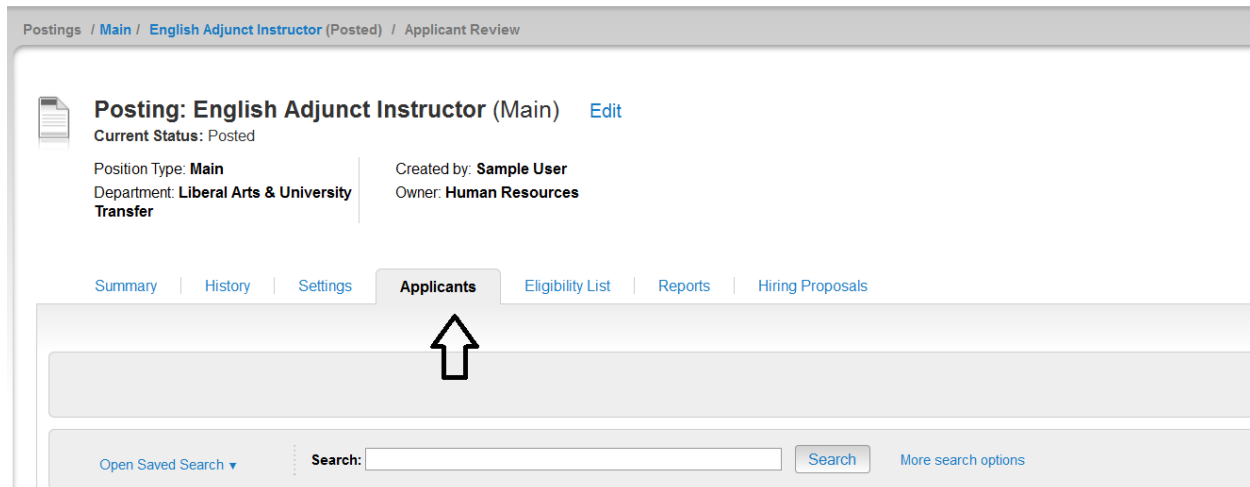 Postings / Main / English Adjunct Instructor (Posted) / Applicant Review
Posting: English Adjunct Instructor (Main) Edit
Current Status: Posted
Position Type: Main
Department: Liberal Arts & University
Transfer
Created by: Sample User
Owner: Human Resources
Summary History Settings Applicants Eligibility List Reports Hiring Proposals
Open Saved Search ▼ Search: Search More search options